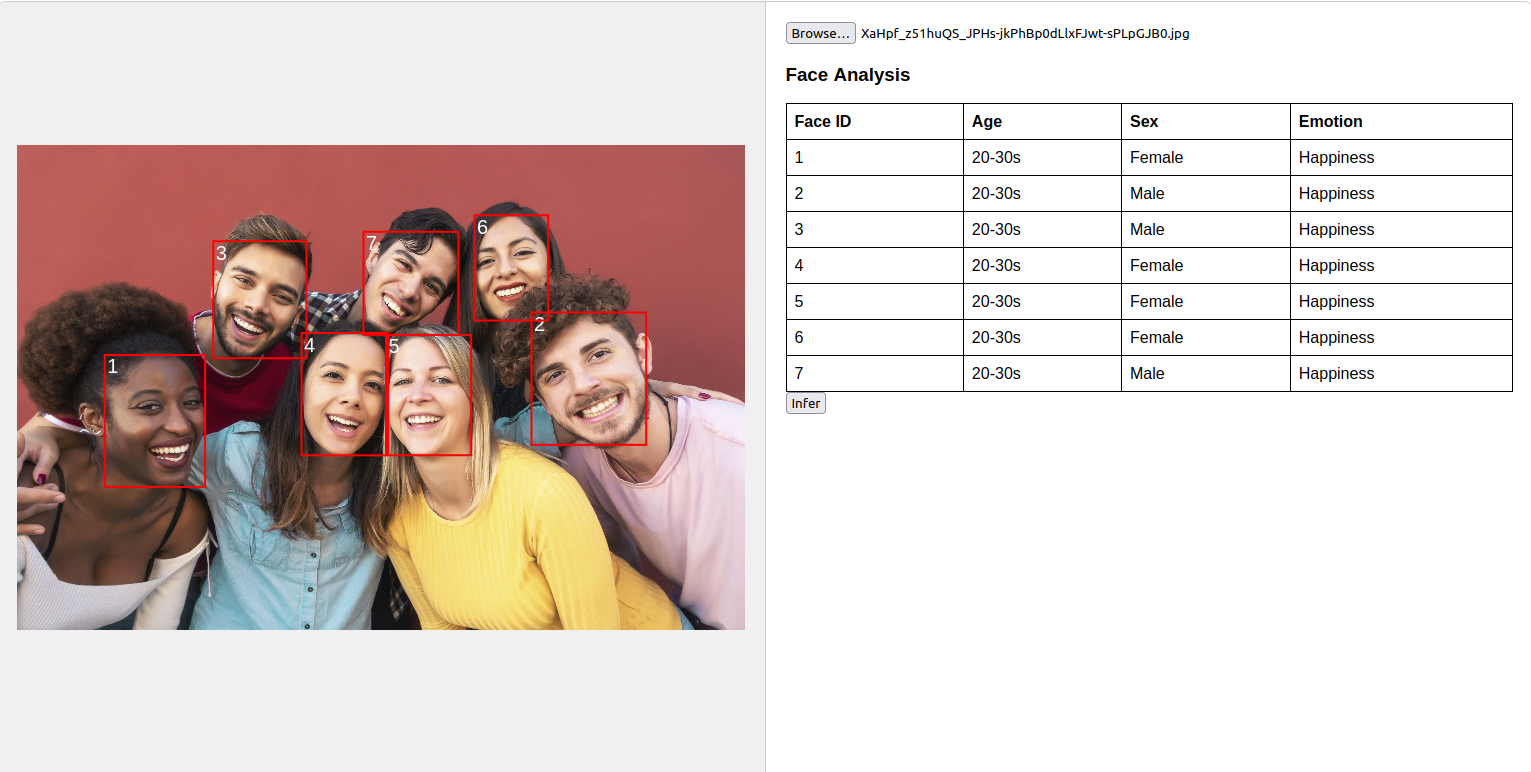 Browse... XaHpf_z51huQS_JPHs-jkPhBp0dLlxFJwt-sPLpGJB0.jpg
Face Analysis
Face ID Age Sex Emotion
1 20-30s Female Happiness
2 20-30s Male Happiness
3 20-30s Male Happiness
4 20-30s Female Happiness
5 20-30s Female Happiness
6 20-30s Female Happiness
7 20-30s Male Happiness
Infer
6
7
3
2
4
5
1